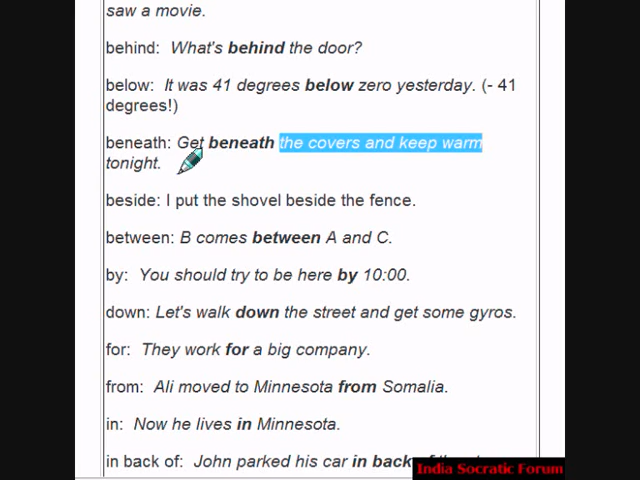 saw a movie.
behind: What's behind the door?
below: It was 41 degrees below zero yesterday. (- 41
degrees!)
beneath: Get beneath the covers and keep warm
tonight.
beside: I put the shovel beside the fence.
between: B comes between A and C.
by: You should try to be here by 10:00.
down: Let's walk down the street and get some gyros.
for: They work for a big company.
from: Ali moved to Minnesota from Somalia.
in: Now he lives in Minnesota.
in back of: John parked his car in back of
India Socratic Forum